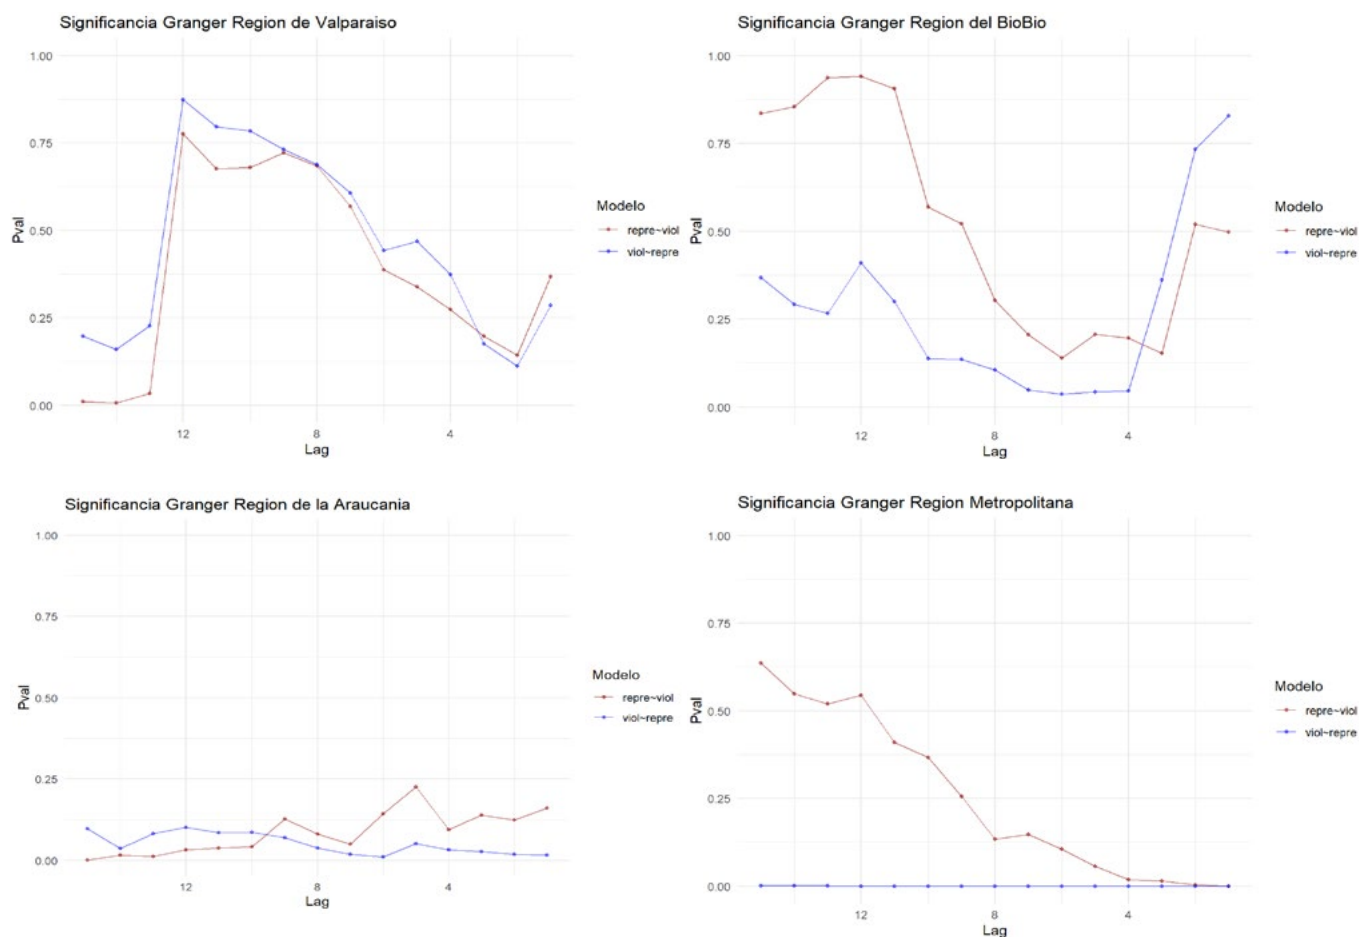 Significancia Granger Region de Valparaiso
1.00
0.75
0.50
0.25
0.00
Pval
12
8
4
Lag
Modelo
repre~viol
viol~repre
Significancia Granger Region del BioBio
1.00
0.75
0.50
0.25
0.00
Pval
12
8
4
Lag
Modelo
repre~viol
viol~repre
Significancia Granger Region de la Araucania
1.00
0.75
0.50
0.25
0.00
Pval
12
8
4
Lag
Modelo
repre~viol
viol~repre
Significancia Granger Region Metropolitana
1.00
0.75
0.50
0.25
0.00
Pval
12
8
4
Lag
Modelo
repre~viol
viol~repre